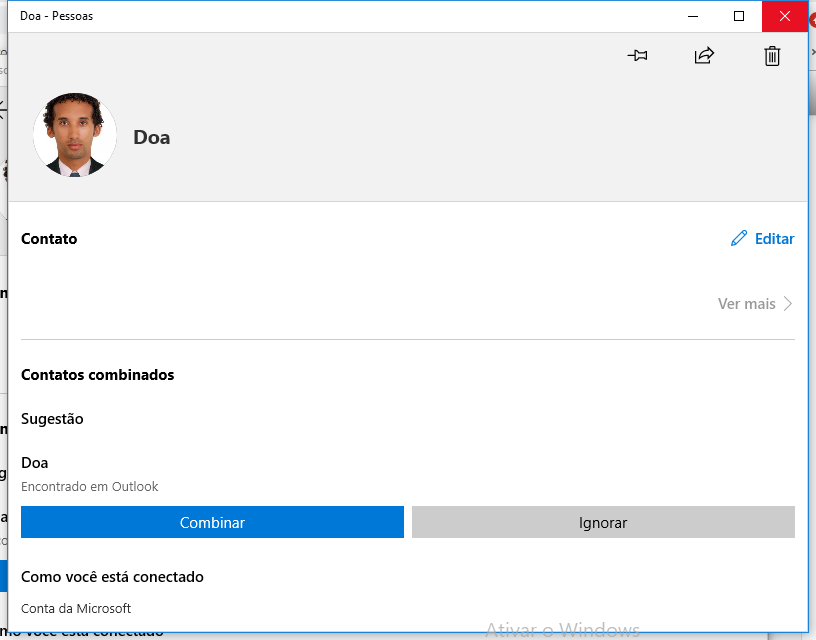 Doa - Pessoas
Doa
Contato
Editar
Ver mais
Contatos combinados
Sugestão
Doa
Encontrado em Outlook
Combinar
Ignorar
Como você está conectado
Conta da Microsoft
Ativar o Windows